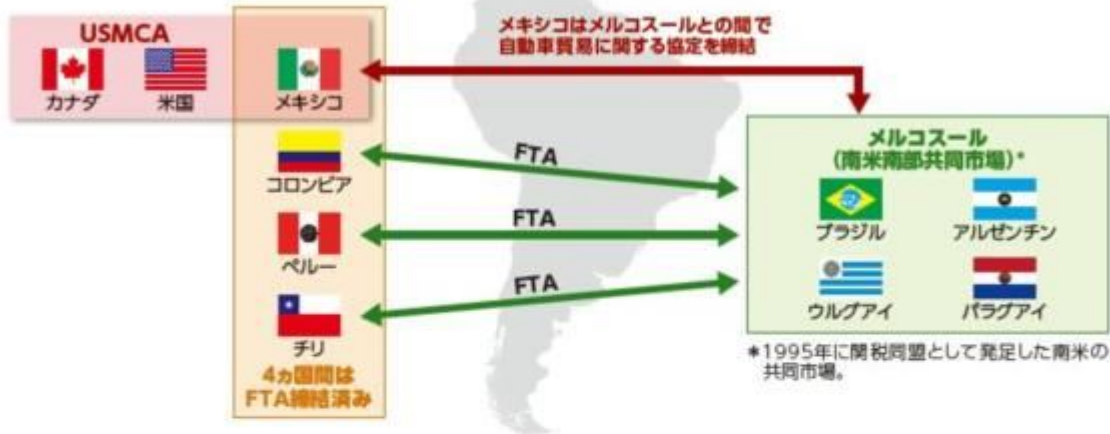 USMCA
カナダ
米国
メキシコ
メキシコはメルコスールとの間で
自動車貿易に関する協定を締結
コロンビア
ペルー
チリ
4ヵ国間は
FTA締結済み
FTA
FTA
FTA
メルコスール
(南米南部共同市場)*
ブラジル
アルゼンチン
ウルグアイ
パラグアイ
*1995年に関税同盟として発足した南米の
共同市場。